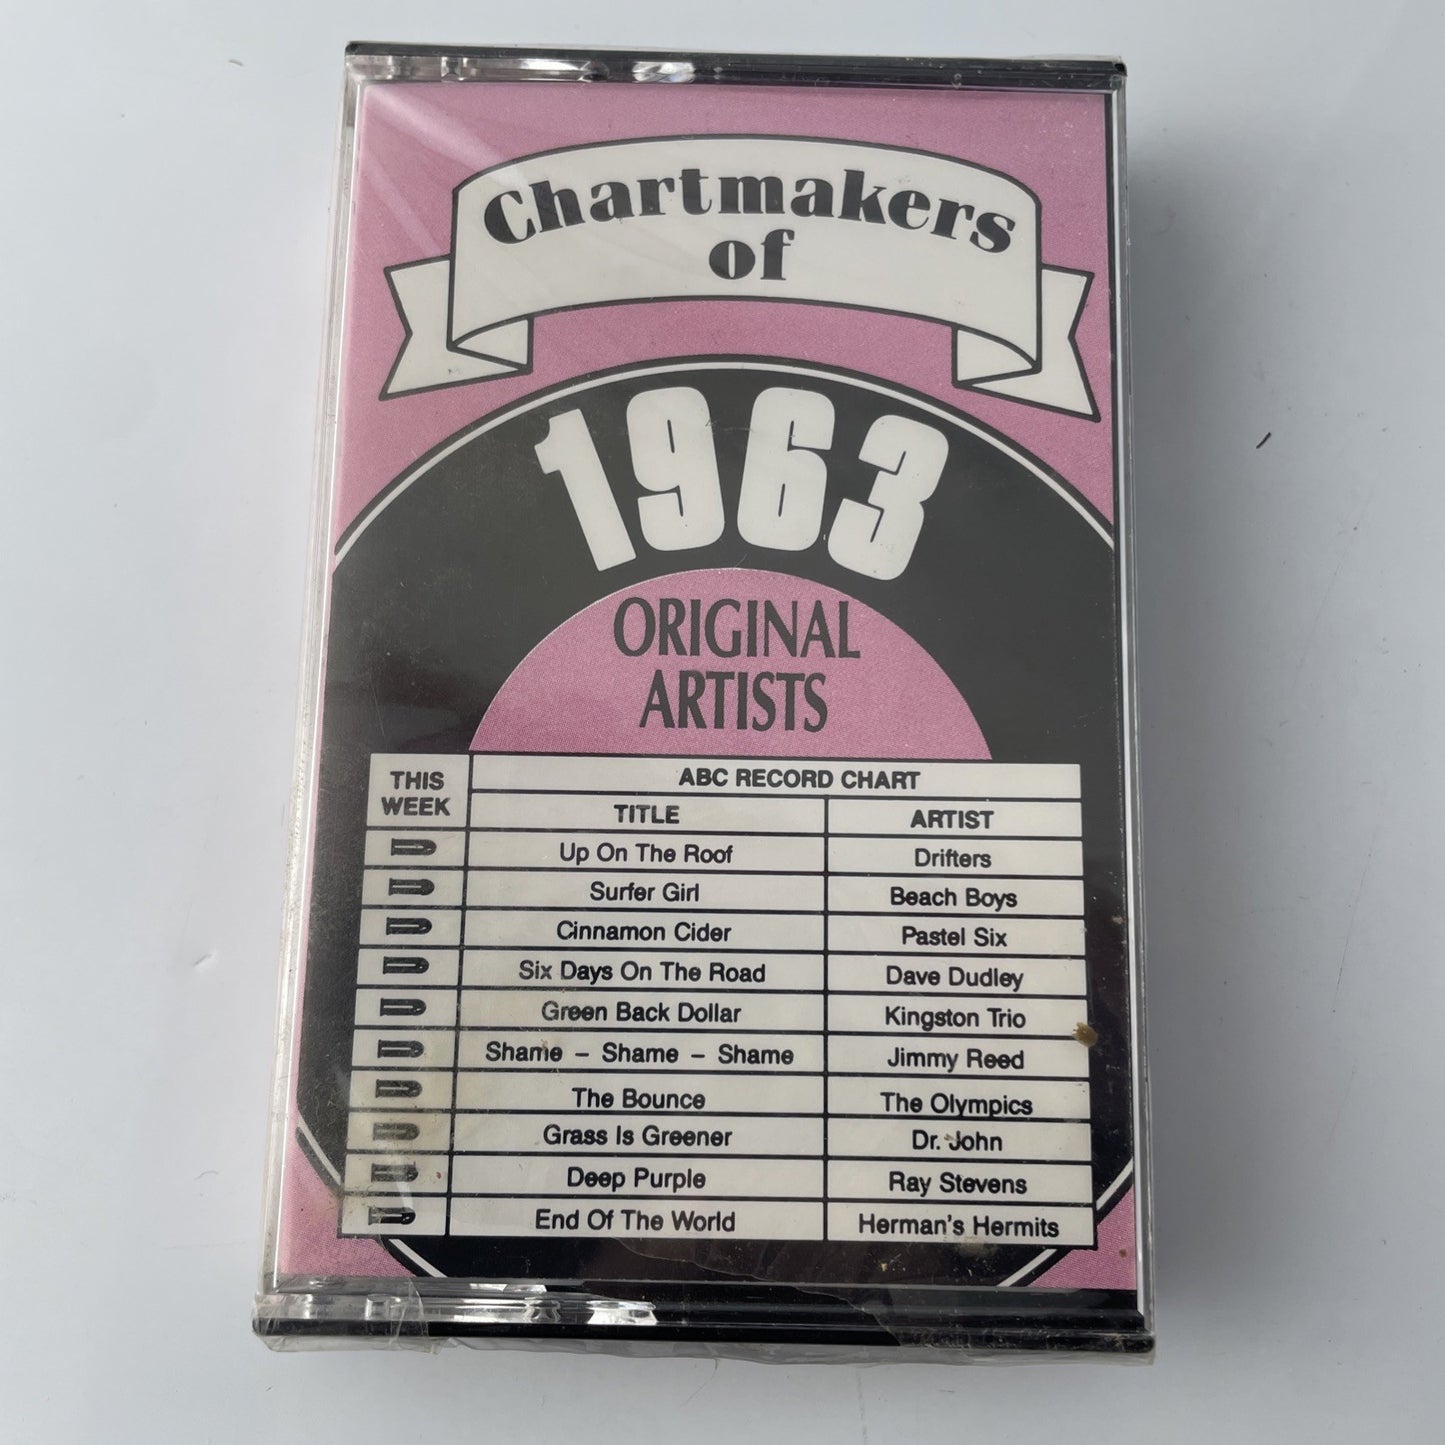 Chartmakers
of
1963
ORIGINAL
ARTISTS
THIS WEEK ABC RECORD CHART
TITLE ARTIST
Up On The Roof Drifters
Surfer Girl Beach Boys
Cinnamon Cider Pastel Six
Six Days On The Road Dave Dudley
Green Back Dollar Kingston Trio
Shame – Shame – Shame Jimmy Reed
The Bounce The Olympics
Grass Is Greener Dr. John
Deep Purple Ray Stevens
End Of The World Herman's Hermits